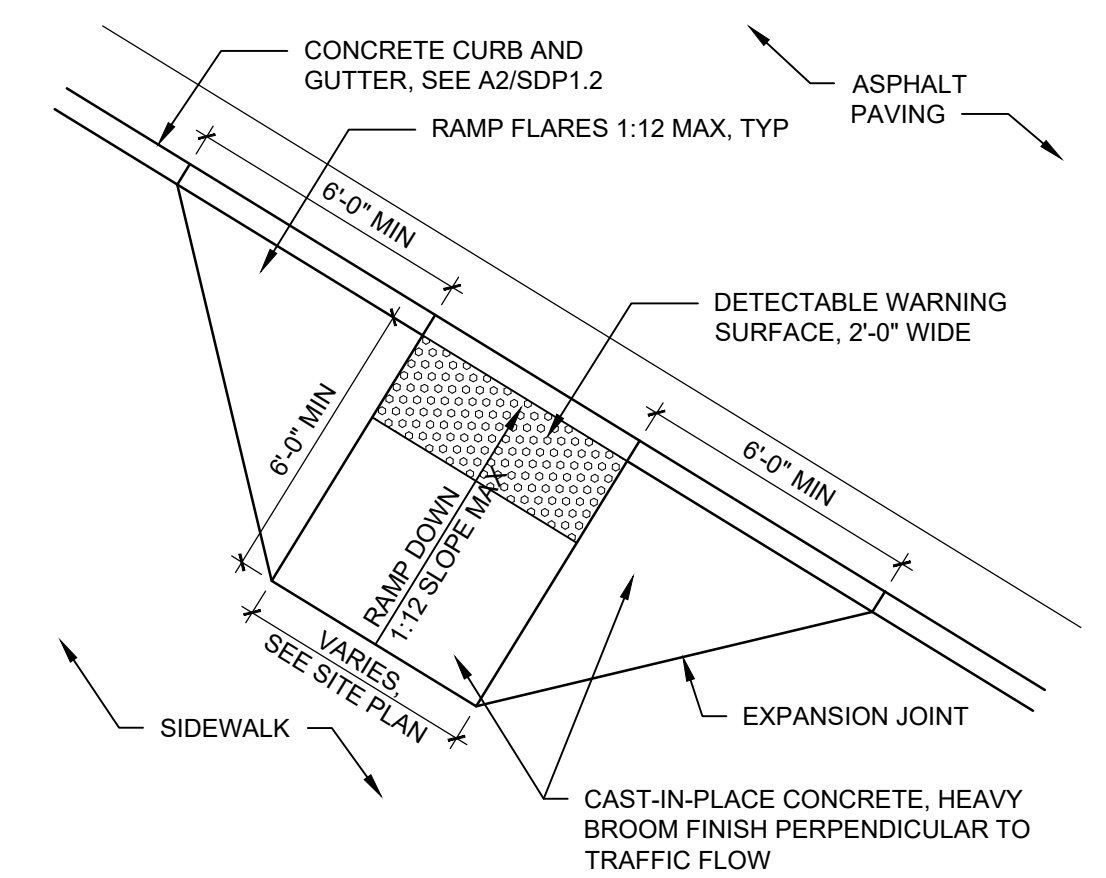 CONCRETE CURB AND
GUTTER, SEE A2/SDP1.2
ASPHALT
PAVING
RAMP FLARES 1:12 MAX, TYP
6'-0" MIN
DETECTABLE WARNING
SURFACE, 2'-0" WIDE
6'-0" MIN
6'-0" MIN
RAMP DOWN
1:12 SLOPE MAX
VARIES,
SEE SITE PLAN
SIDEWALK
EXPANSION JOINT
CAST-IN-PLACE CONCRETE, HEAVY
BROOM FINISH PERPENDICULAR TO
TRAFFIC FLOW